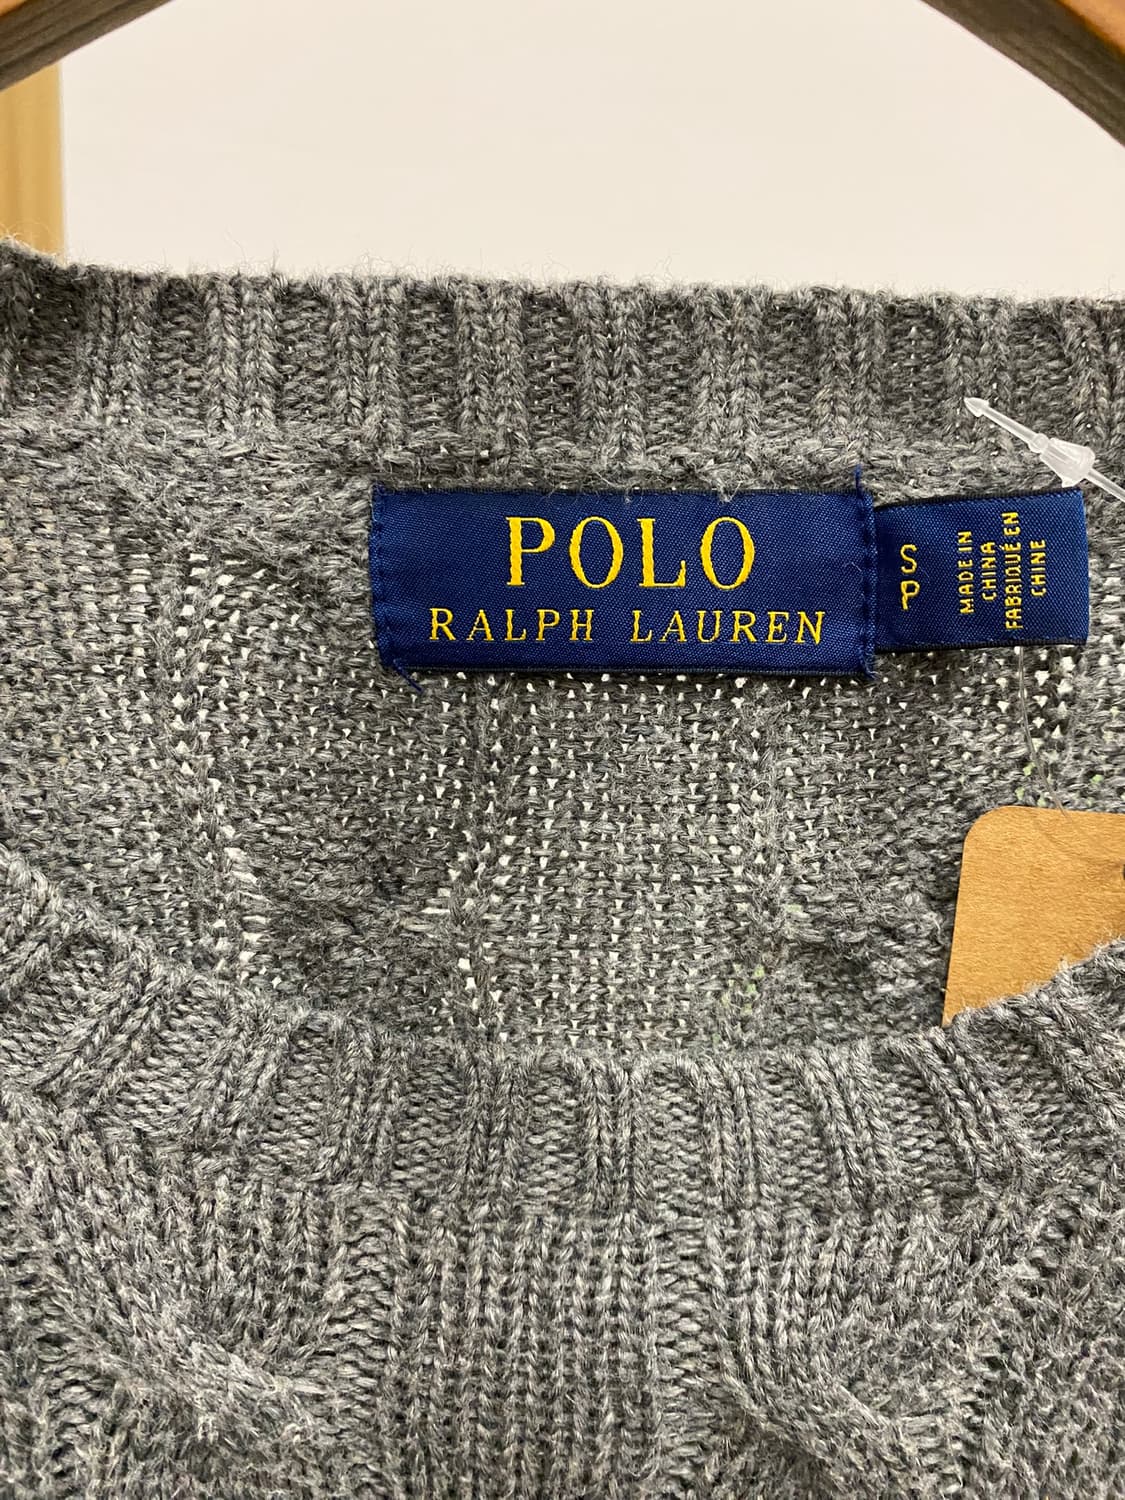 POLO
RALPH LAUREN
S
P
MADE IN
CHINA
FABRIQUÉ EN
CHINE